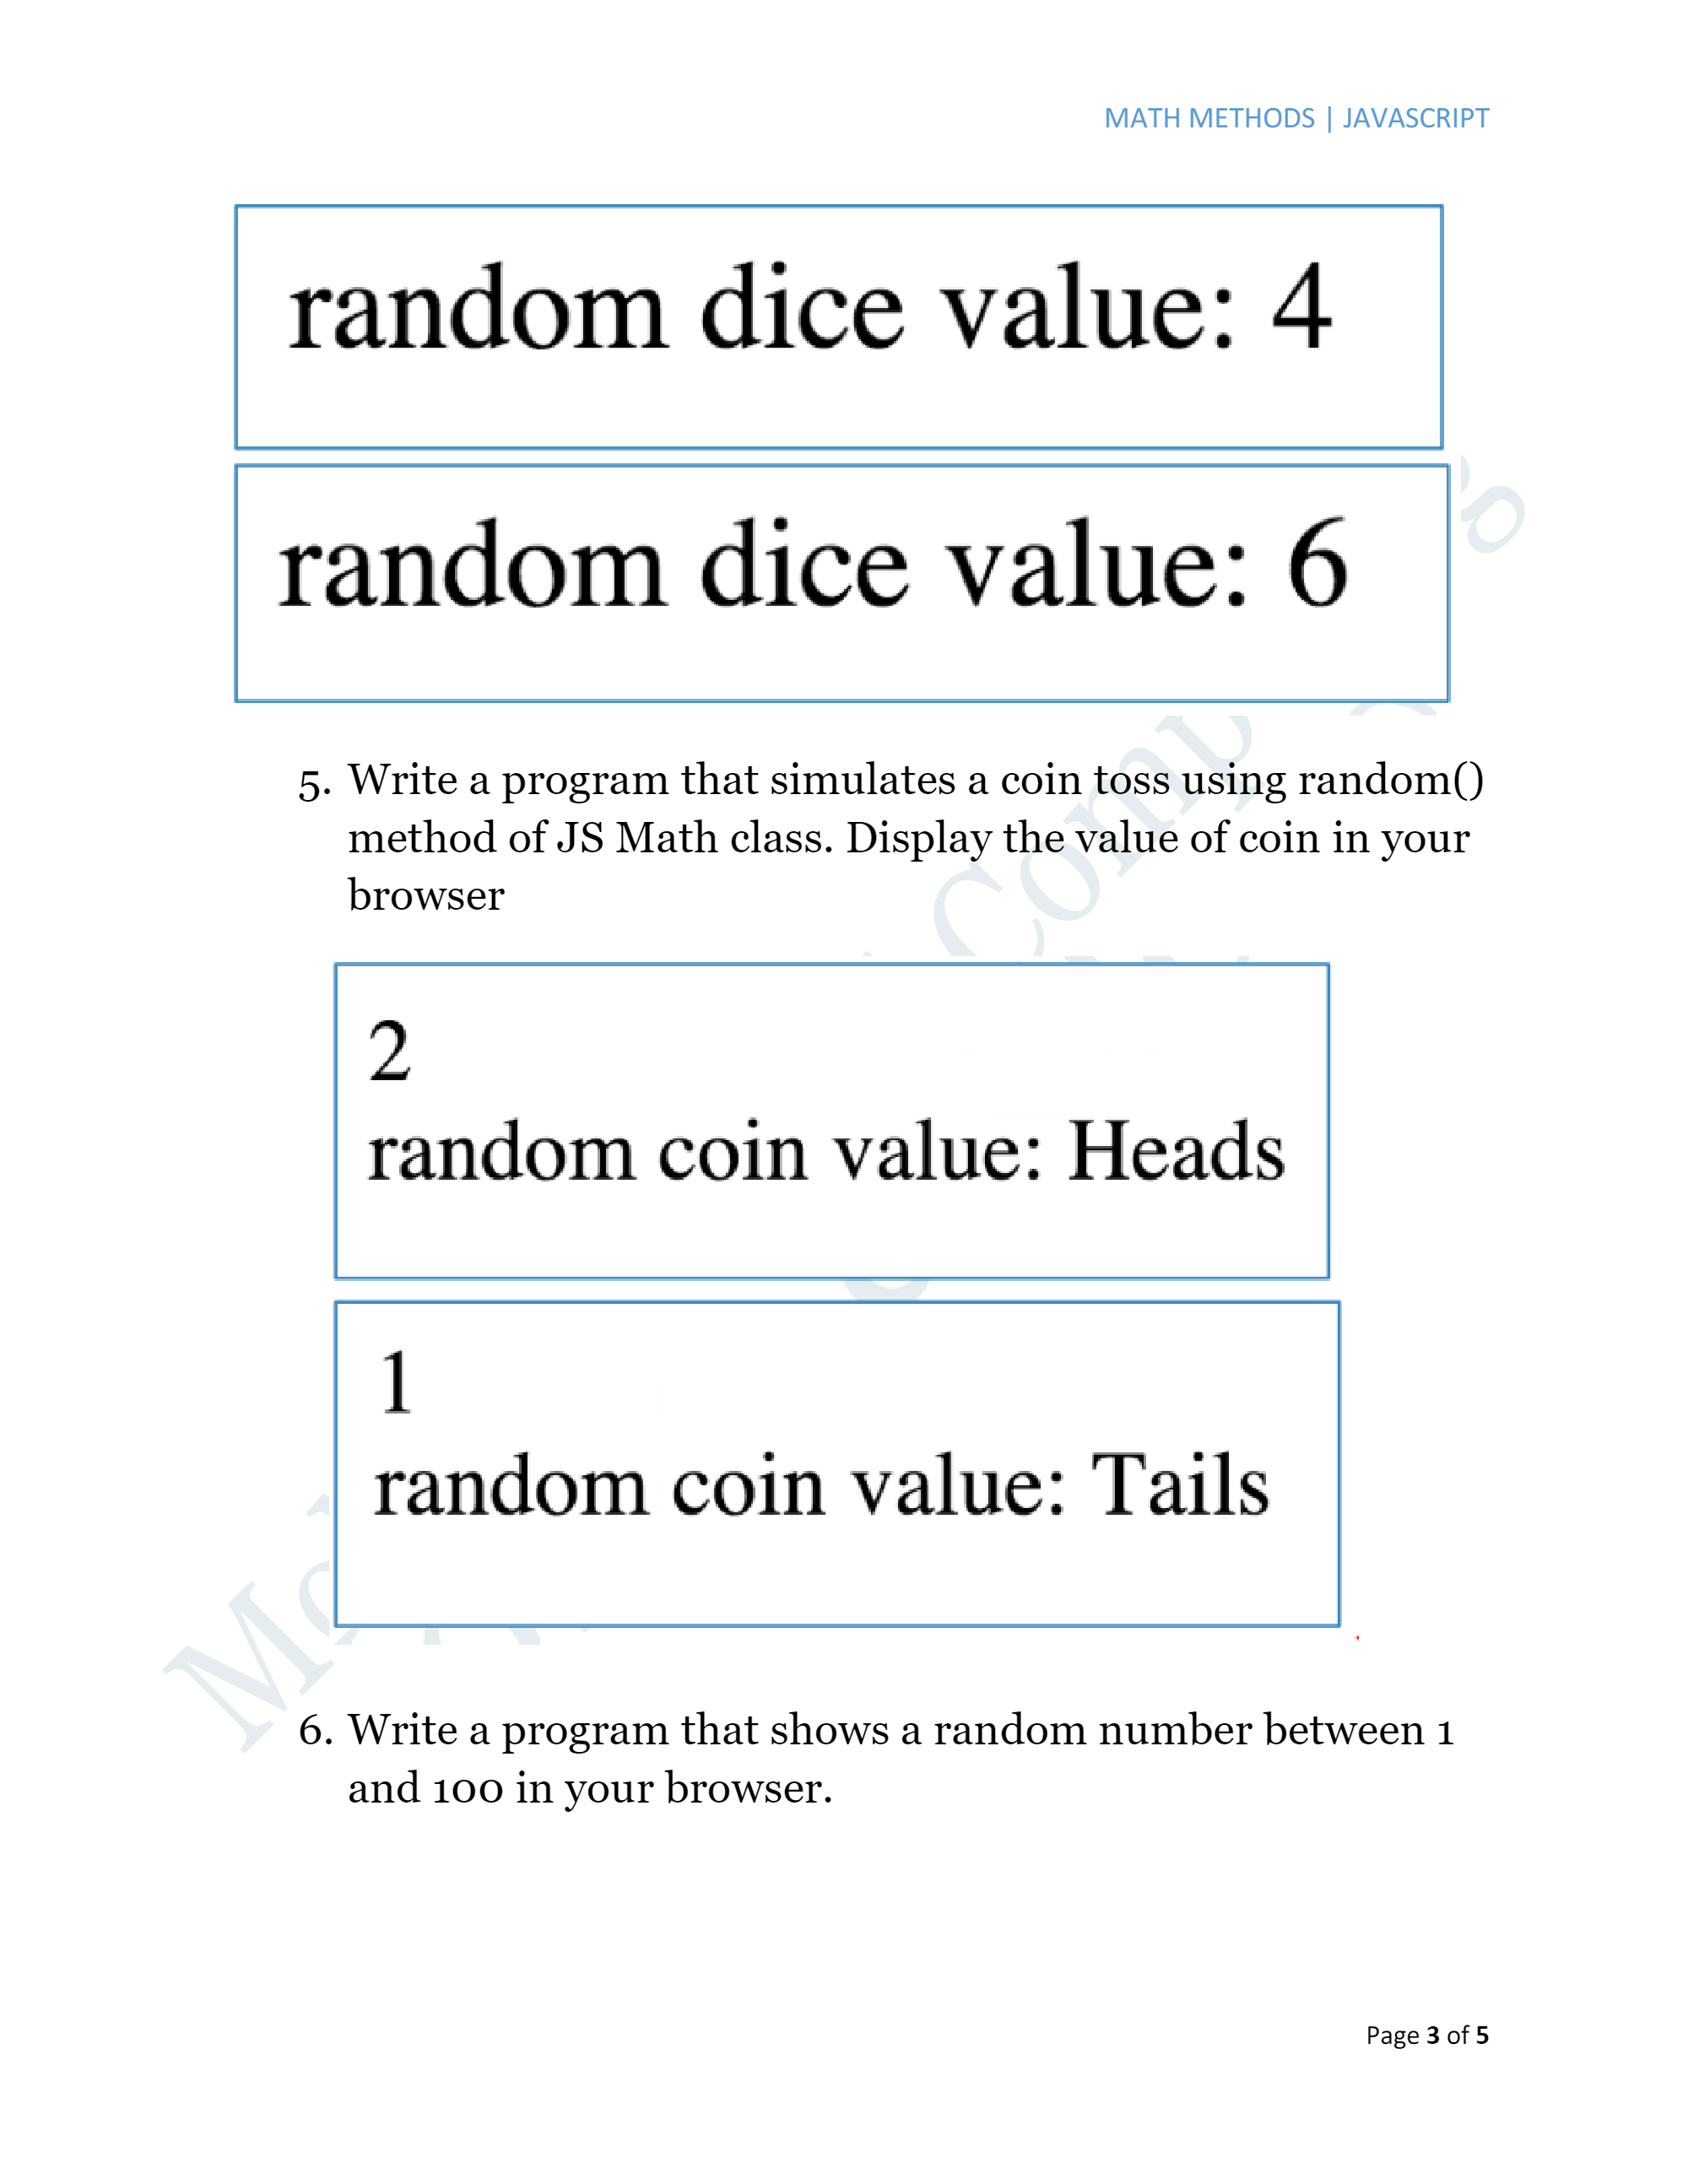 MATH METHODS | JAVASCRIPT
random dice value: 4
random dice value: 6
5. Write a program that simulates a coin toss using random()
method of JS Math class. Display the value of coin in your
browser
2
random coin value: Heads
1
random coin value: Tails
6. Write a program that shows a random number between 1
and 100 in your browser.
Page 3 of 5